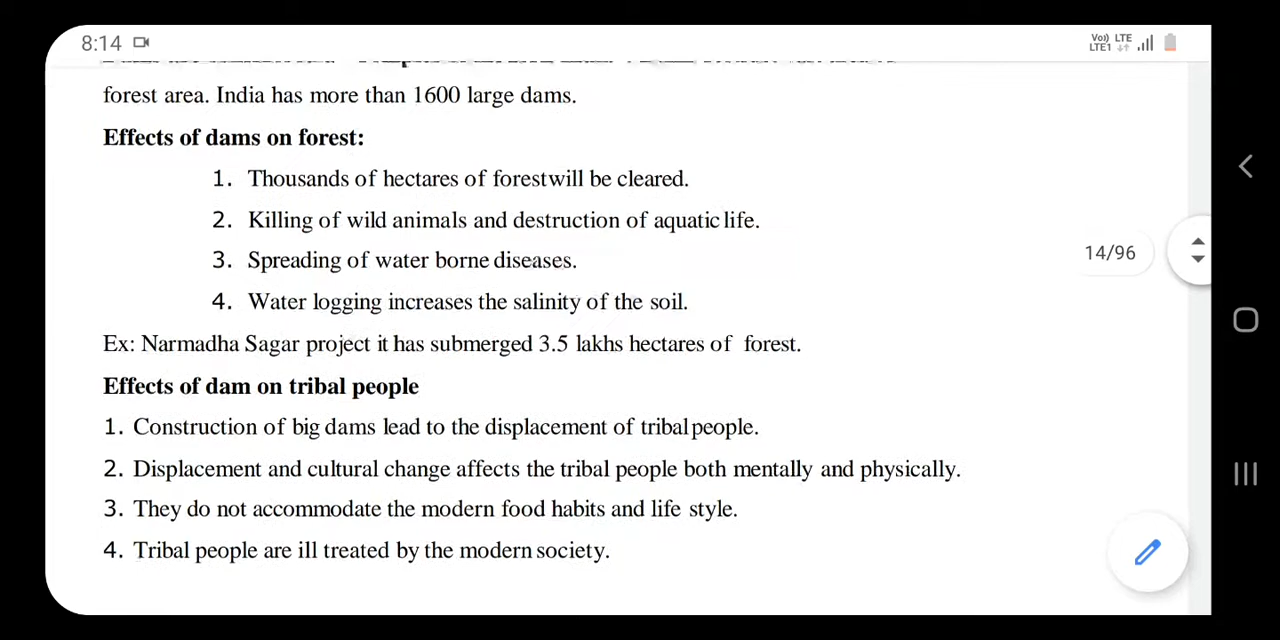 8:14
Vo)) LTE
LTE1
forest area. India has more than 1600 large dams.
Effects of dams on forest:
1. Thousands of hectares of forestwill be cleared.
2. Killing of wild animals and destruction of aquatic life.
3. Spreading of water borne diseases.
14/96
4. Water logging increases the salinity of the soil.
Ex: Narmadha Sagar project it has submerged 3.5 lakhs hectares of forest.
Effects of dam on tribal people
1. Construction of big dams lead to the displacement of tribal people.
2. Displacement and cultural change affects the tribal people both mentally and physically.
3. They do not accommodate the modern food habits and life style.
4. Tribal people are ill treated by the modern society.